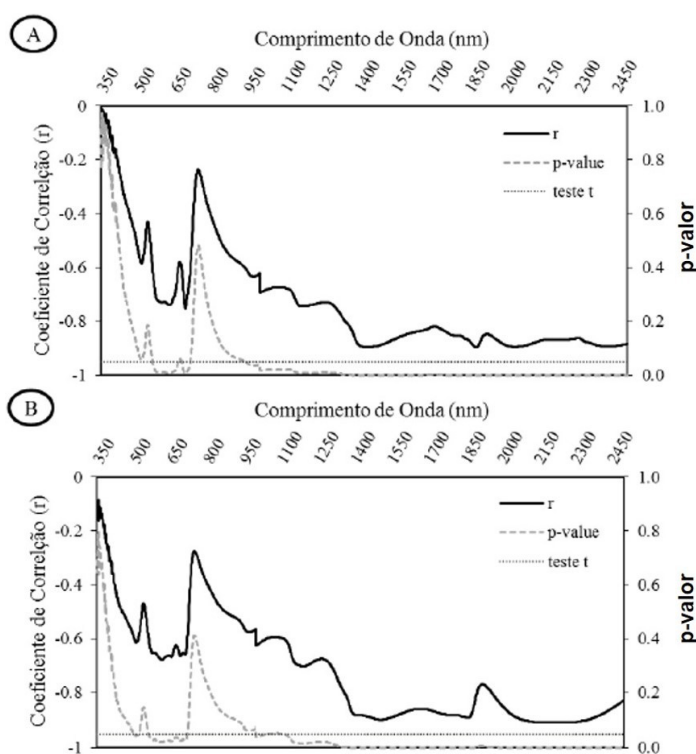 A
Comprimento de Onda (nm)
350 500 650 800 950 1100 1250 1400 1550 1700 1850 2000 2150 2300 2450
Coeficiente de Correlção (r)
0
-0.2
-0.4
-0.6
-0.8
-1
r
p-value
teste t
1.0
0.8
0.6
0.4
0.2
0.0
p-valor
B
Comprimento de Onda (nm)
350 500 650 800 950 1100 1250 1400 1550 1700 1850 2000 2150 2300 2450
Coeficiente de Correlção (r)
0
-0.2
-0.4
-0.6
-0.8
-1
r
p-value
teste t
1.0
0.8
0.6
0.4
0.2
0.0
p-valor